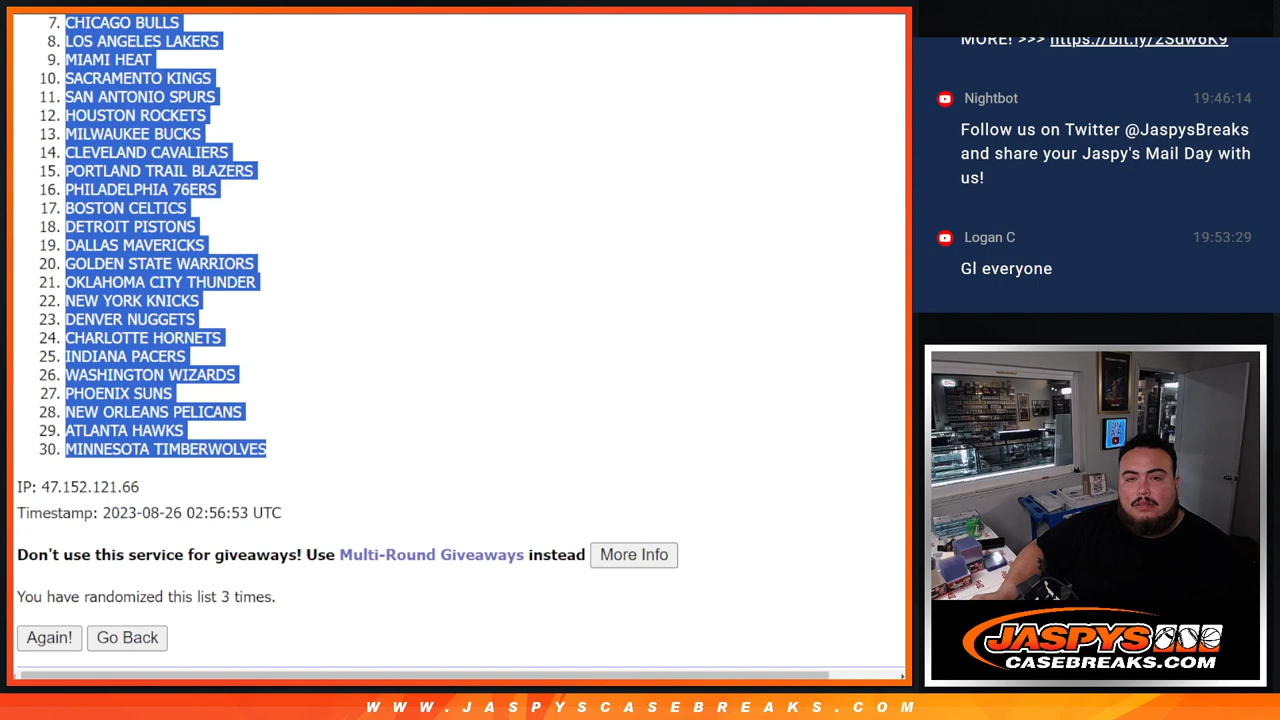 7. CHICAGO BULLS
8. LOS ANGELES LAKERS
9. MIAMI HEAT
10. SACRAMENTO KINGS
11. SAN ANTONIO SPURS
12. HOUSTON ROCKETS
13. MILWAUKEE BUCKS
14. CLEVELAND CAVALIERS
15. PORTLAND TRAIL BLAZERS
16. PHILADELPHIA 76ERS
17. BOSTON CELTICS
18. DETROIT PISTONS
19. DALLAS MAVERICKS
20. GOLDEN STATE WARRIORS
21. OKLAHOMA CITY THUNDER
22. NEW YORK KNICKS
23. DENVER NUGGETS
24. CHARLOTTE HORNETS
25. INDIANA PACERS
26. WASHINGTON WIZARDS
27. PHOENIX SUNS
28. NEW ORLEANS PELICANS
29. ATLANTA HAWKS
30. MINNESOTA TIMBERWOLVES
IP: 47.152.121.66
Timestamp: 2023-08-26 02:56:53 UTC
Don't use this service for giveaways! Use Multi-Round Giveaways instead More Info
You have randomized this list 3 times.
Again! Go Back
MORE! >>> https://bit.ly/2Sdw6K9
Nightbot 19:46:14
Follow us on Twitter @JaspysBreaks
and share your Jaspy's Mail Day with
us!
Logan C 19:53:29
Gl everyone
JASPYS
CASEBREAKS.COM
WWW.JASPYSCASEBREAKS.COM